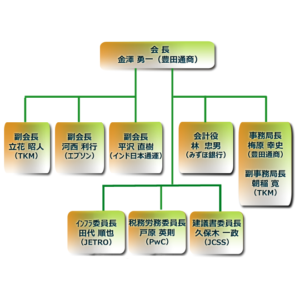 会 長
金澤 勇一（豊田通商）
副会長
立花 昭人
（TKM）
副会長
河西 利行
（エプソン）
副会長
平沢 直樹
（インド日本通運）
会計役
林 忠男
（みずほ銀行）
事務局長
梅原 幸史
（豊田通商）
副事務局長
朝稲 寛
（TKM）
インフラ委員長
田代 順也
（JETRO）
税務労務委員長
戸原 英則
（PwC）
建議書委員長
久保木 一政
（JCSS）